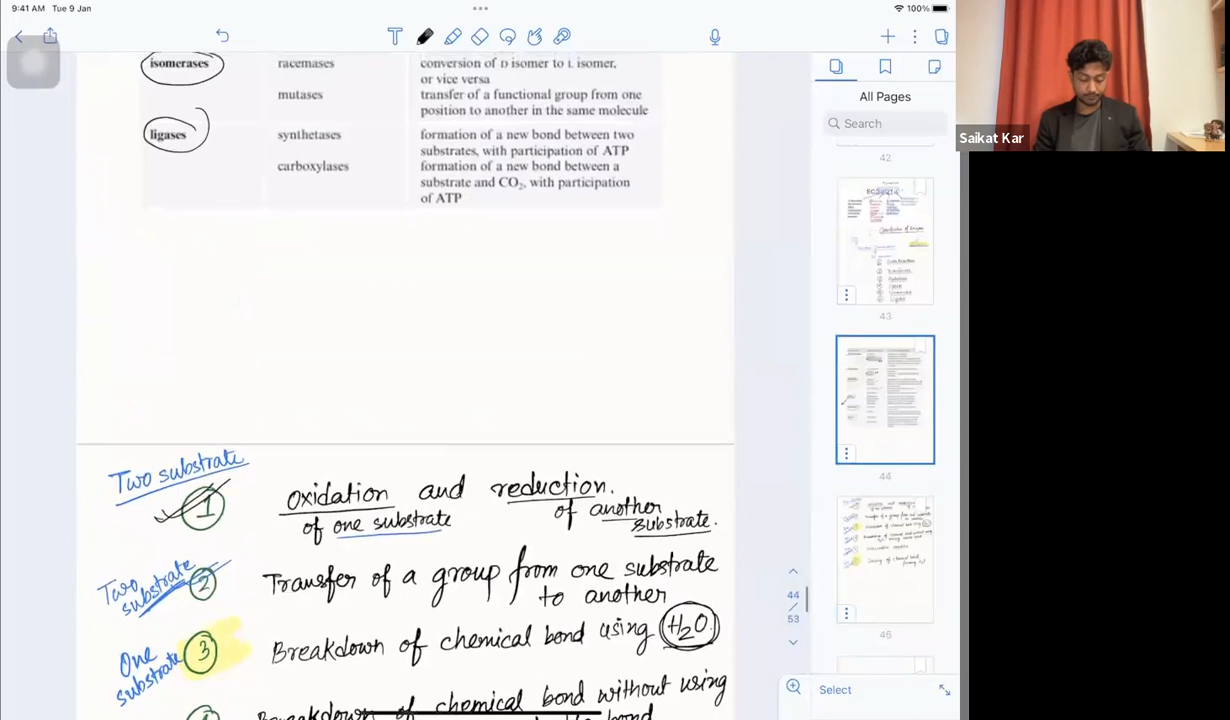 9:41 AM Tue 9 Jan
100%
T
All Pages
Search
Saikat Kar
isomerases racemases conversion of D isomer to L isomer,
or vice versa
mutases transfer of a functional group from one
position to another in the same molecule
ligases synthetases formation of a new bond between two
substrates, with participation of ATP
carboxylases formation of a new bond between a
substrate and CO₂, with participation
of ATP
Two substrate
1 oxidation and reduction.
of one substrate of another
substrate.
Two
substrate 2 Transfer of a group from one substrate
to another
One
substrate 3 Breakdown of chemical bond using H₂O
chemical bond without using
bond
42
43
44
46
44
/
53
Select